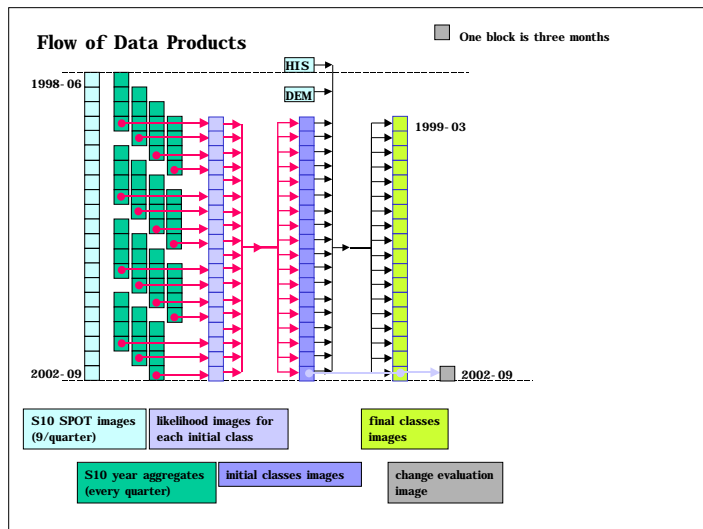 Flow of Data Products
One block is three months
HIS
1998-06
DEM
1999-03
2002-09
2002-09
S10 SPOT images
(9/quarter)
likelihood images for
each initial class
final classes
images
S10 year aggregates
(every quarter)
initial classes images
change evaluation
image